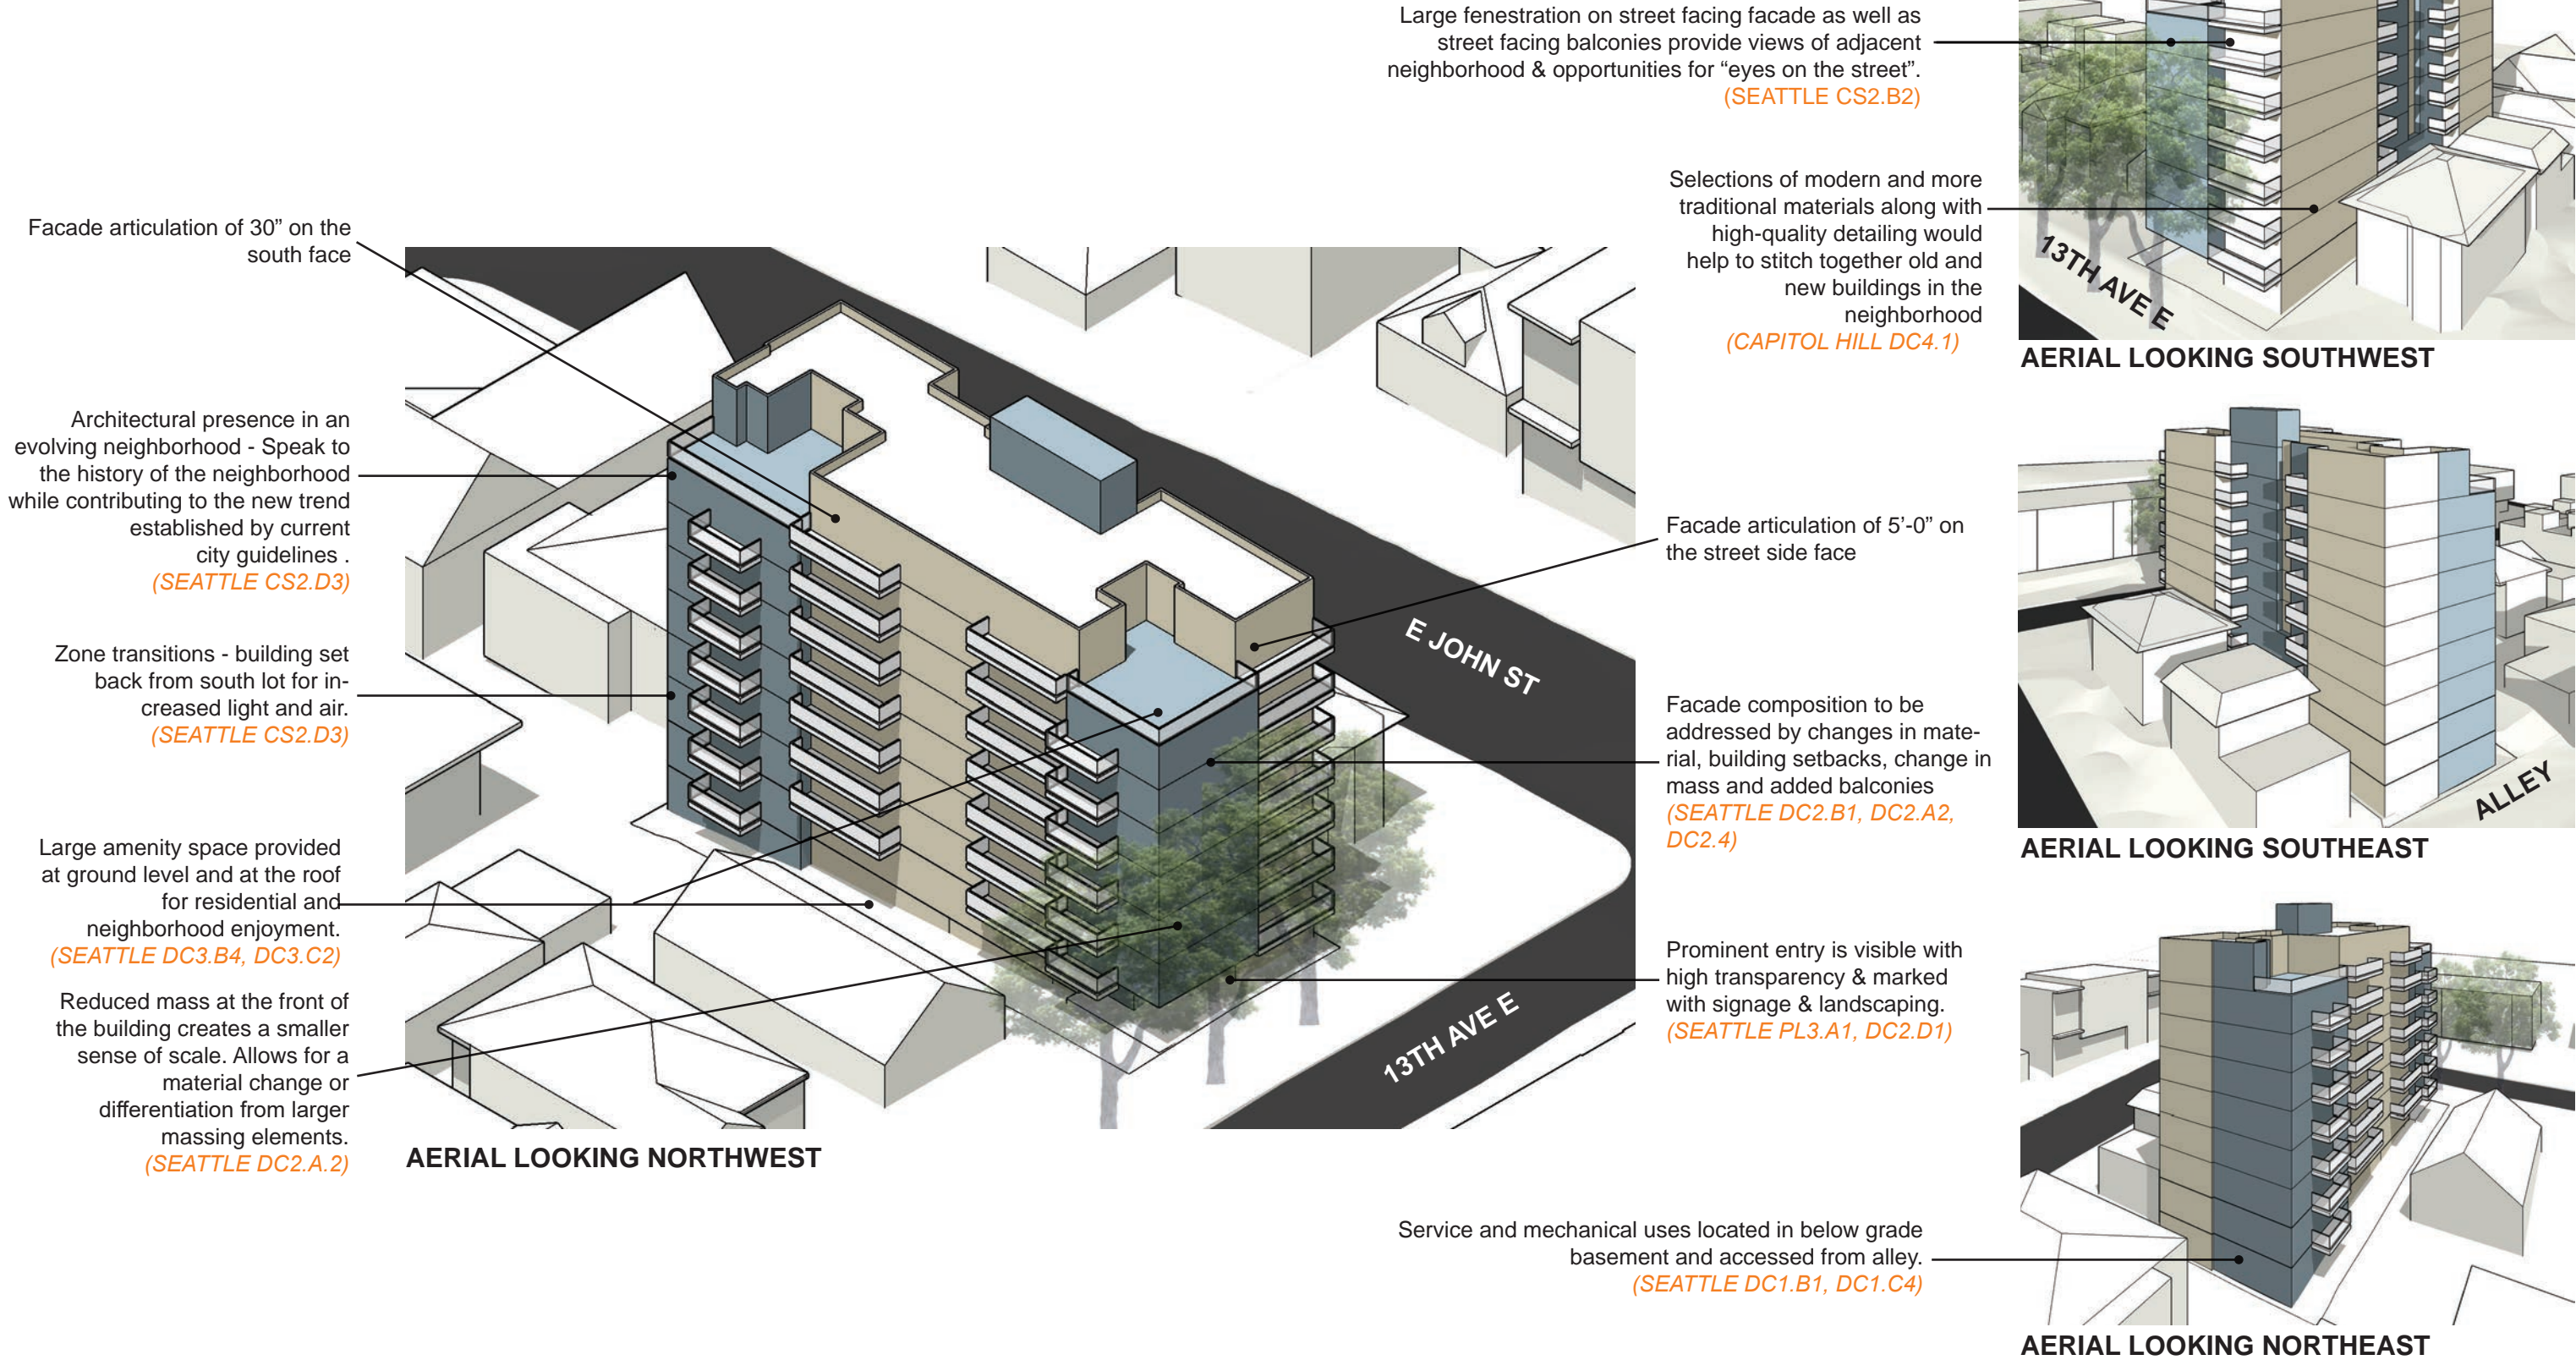 Large fenestration on street facing facade as well as
street facing balconies provide views of adjacent
neighborhood & opportunities for “eyes on the street”.
(SEATTLE CS2.B2)
Selections of modern and more
traditional materials along with
high-quality detailing would
help to stitch together old and
new buildings in the
neighborhood
(CAPITOL HILL DC4.1)
13TH AVE E
AERIAL LOOKING SOUTHWEST
Facade articulation of 30” on the
south face
Architectural presence in an
evolving neighborhood - Speak to
the history of the neighborhood
while contributing to the new trend
established by current
city guidelines .
(SEATTLE CS2.D3)
Zone transitions - building set
back from south lot for in-
creased light and air.
(SEATTLE CS2.D3)
Large amenity space provided
at ground level and at the roof
for residential and
neighborhood enjoyment.
(SEATTLE DC3.B4, DC3.C2)
Reduced mass at the front of
the building creates a smaller
sense of scale. Allows for a
material change or
differentiation from larger
massing elements.
(SEATTLE DC2.A.2)
E JOHN ST
13TH AVE E
AERIAL LOOKING NORTHWEST
Facade articulation of 5’-0” on
the street side face
Facade composition to be
addressed by changes in mate-
rial, building setbacks, change in
mass and added balconies
(SEATTLE DC2.B1, DC2.A2,
DC2.4)
Prominent entry is visible with
high transparency & marked
with signage & landscaping.
(SEATTLE PL3.A1, DC2.D1)
ALLEY
AERIAL LOOKING SOUTHEAST
Service and mechanical uses located in below grade
basement and accessed from alley.
(SEATTLE DC1.B1, DC1.C4)
AERIAL LOOKING NORTHEAST